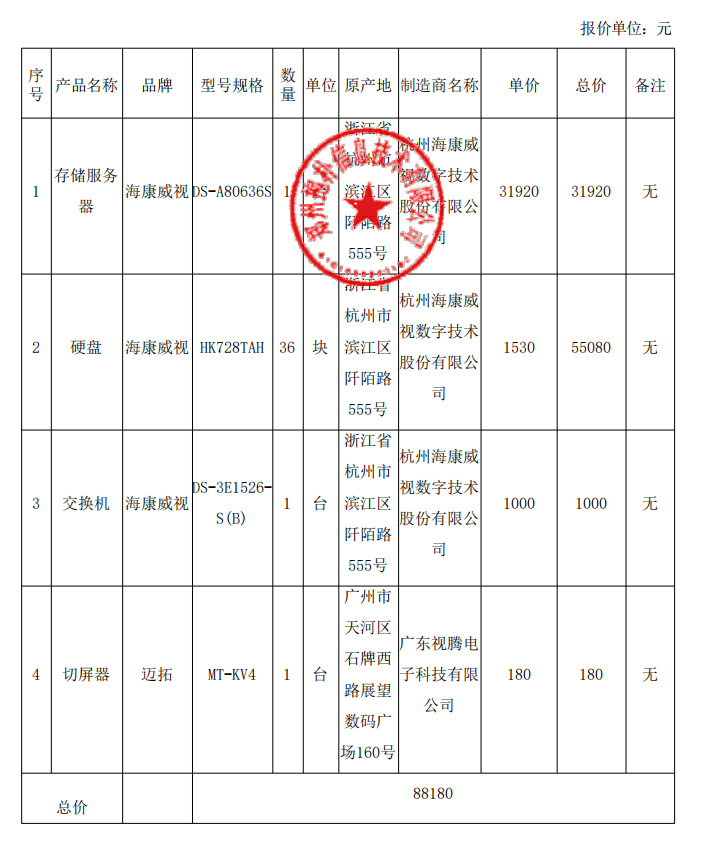 报价单位：元
序号 产品名称 品牌 型号规格 数量 单位 原产地 制造商名称 单价 总价 备注
1 存储服务器 海康威视 DS-A80636S 1 浙江省杭州市滨江区阡陌路555号 杭州海康威视数字技术股份有限公司 31920 31920 无
2 硬盘 海康威视 HK728TAH 36 块 浙江省杭州市滨江区阡陌路555号 杭州海康威视数字技术股份有限公司 1530 55080 无
3 交换机 海康威视 DS-3E1526-S(B) 1 台 浙江省杭州市滨江区阡陌路555号 杭州海康威视数字技术股份有限公司 1000 1000 无
4 切屏器 迈拓 MT-KV4 1 台 广州市天河区石牌西路展望数码广场160号 广东视腾电子科技有限公司 180 180 无
总价 88180